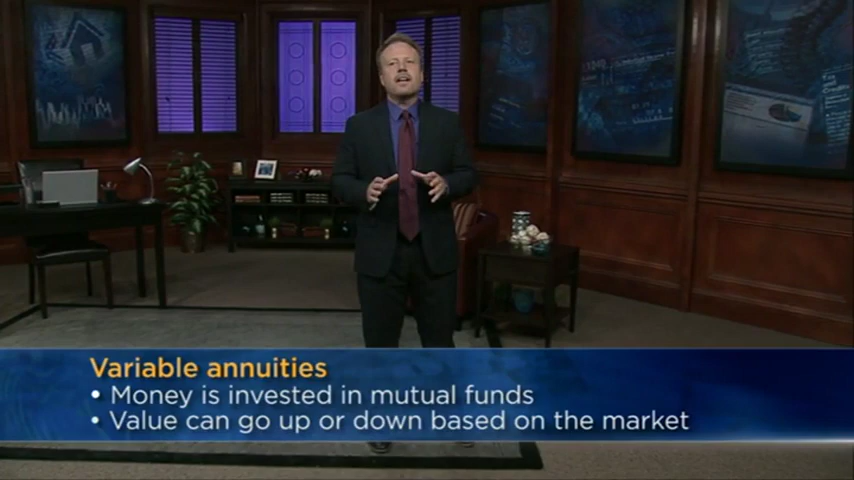 Variable annuities
• Money is invested in mutual funds
• Value can go up or down based on the market